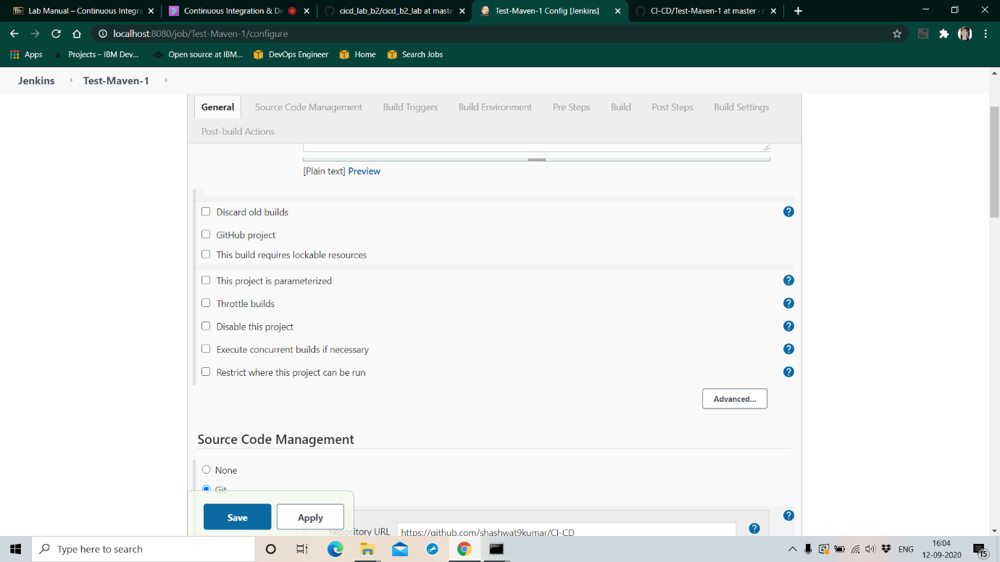 Lab Manual – Continuous Integra
Continuous Integration & De
cicd_lab_b2/cicd_b2_lab at maste
Test-Maven-1 Config [Jenkins]
CI-CD/Test-Maven-1 at master · s
localhost:8080/job/Test-Maven-1/configure
Apps
Projects – IBM Dev...
Open source at IBM...
DevOps Engineer
Home
Search Jobs
Jenkins
Test-Maven-1
General
Source Code Management
Build Triggers
Build Environment
Pre Steps
Build
Post Steps
Build Settings
Post-build Actions
[Plain text] Preview
Discard old builds
GitHub project
This build requires lockable resources
This project is parameterized
Throttle builds
Disable this project
Execute concurrent builds if necessary
Restrict where this project can be run
Advanced...
Source Code Management
None
Git
Save
Apply
Repository URL
https://github.com/shashwat9kumar/CI-CD
Type here to search
ENG
16:04
12-09-2020
15